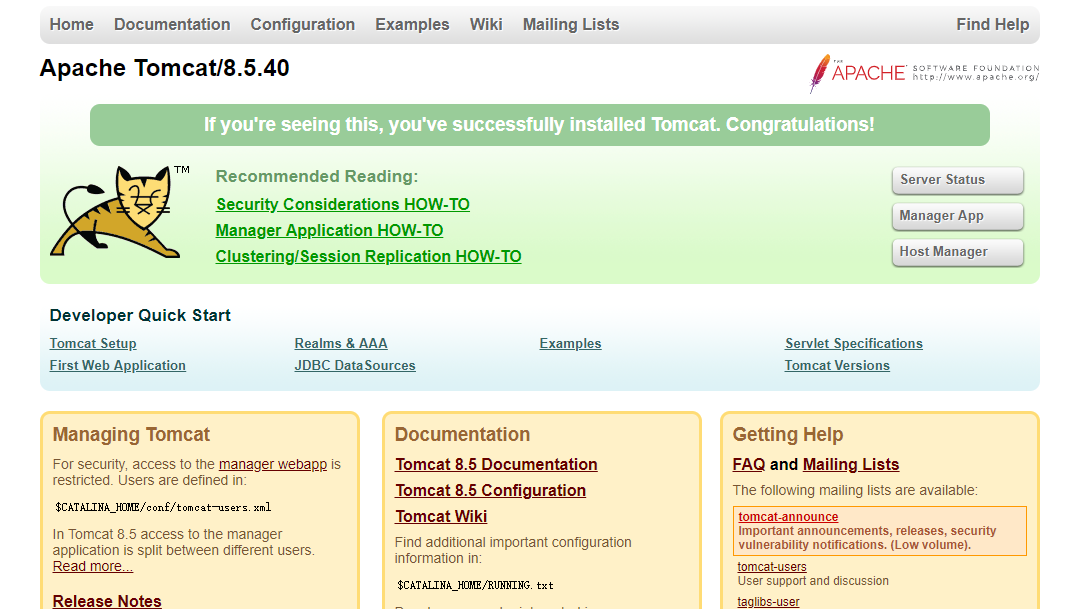 Home Documentation Configuration Examples Wiki Mailing Lists Find Help
Apache Tomcat/8.5.40
THE
APACHE SOFTWARE FOUNDATION
http://www.apache.org/
If you're seeing this, you've successfully installed Tomcat. Congratulations!
TM
Recommended Reading:
Security Considerations HOW-TO
Manager Application HOW-TO
Clustering/Session Replication HOW-TO
Server Status
Manager App
Host Manager
Developer Quick Start
Tomcat Setup
First Web Application
Realms & AAA
JDBC DataSources
Examples
Servlet Specifications
Tomcat Versions
Managing Tomcat
For security, access to the manager webapp is
restricted. Users are defined in:
$CATALINA_HOME/conf/tomcat-users.xml
In Tomcat 8.5 access to the manager
application is split between different users.
Read more...
Release Notes
Documentation
Tomcat 8.5 Documentation
Tomcat 8.5 Configuration
Tomcat Wiki
Find additional important configuration
information in:
$CATALINA_HOME/RUNNING.txt
Getting Help
FAQ and Mailing Lists
The following mailing lists are available:
tomcat-announce
Important announcements, releases, security
vulnerability notifications. (Low volume).
tomcat-users
User support and discussion
taglibs-user